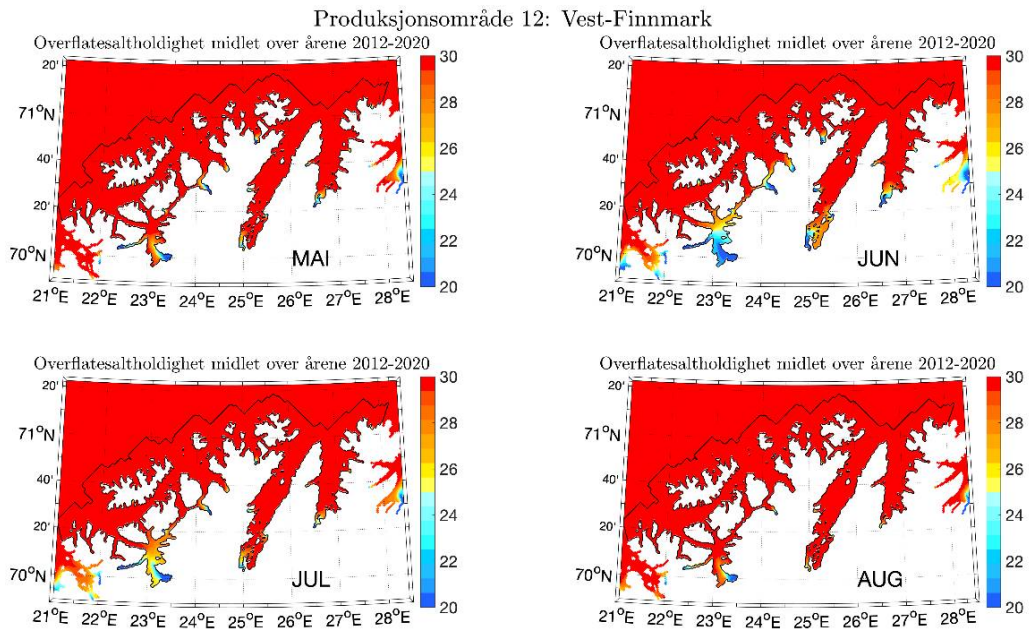 Produksjonsområde 12: Vest-Finnmark
Overflatesaltholdighet midlet over årene 2012-2020
20'
71°N
40'
20'
70°N
21°E 22°E 23°E 24°E 25°E 26°E 27°E 28°E
MAI
30
28
26
24
22
20
Overflatesaltholdighet midlet over årene 2012-2020
20'
71°N
40'
20'
70°N
21°E 22°E 23°E 24°E 25°E 26°E 27°E 28°E
JUN
30
28
26
24
22
20
Overflatesaltholdighet midlet over årene 2012-2020
20'
71°N
40'
20'
70°N
21°E 22°E 23°E 24°E 25°E 26°E 27°E 28°E
JUL
30
28
26
24
22
20
Overflatesaltholdighet midlet over årene 2012-2020
20'
71°N
40'
20'
70°N
21°E 22°E 23°E 24°E 25°E 26°E 27°E 28°E
AUG
30
28
26
24
22
20